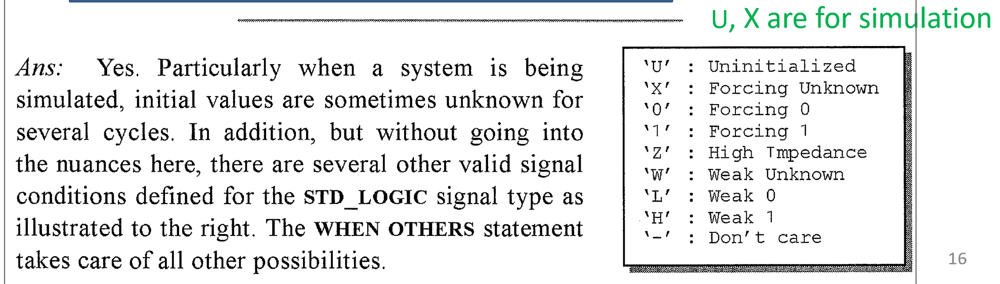 U, X are for simulation
Ans: Yes. Particularly when a system is being
simulated, initial values are sometimes unknown for
several cycles. In addition, but without going into
the nuances here, there are several other valid signal
conditions defined for the STD_LOGIC signal type as
illustrated to the right. The WHEN OTHERS statement
takes care of all other possibilities.
'U' : Uninitialized
'X' : Forcing Unknown
'0' : Forcing 0
'1' : Forcing 1
'Z' : High Impedance
'W' : Weak Unknown
'L' : Weak 0
'H' : Weak 1
'-' : Don't care
16